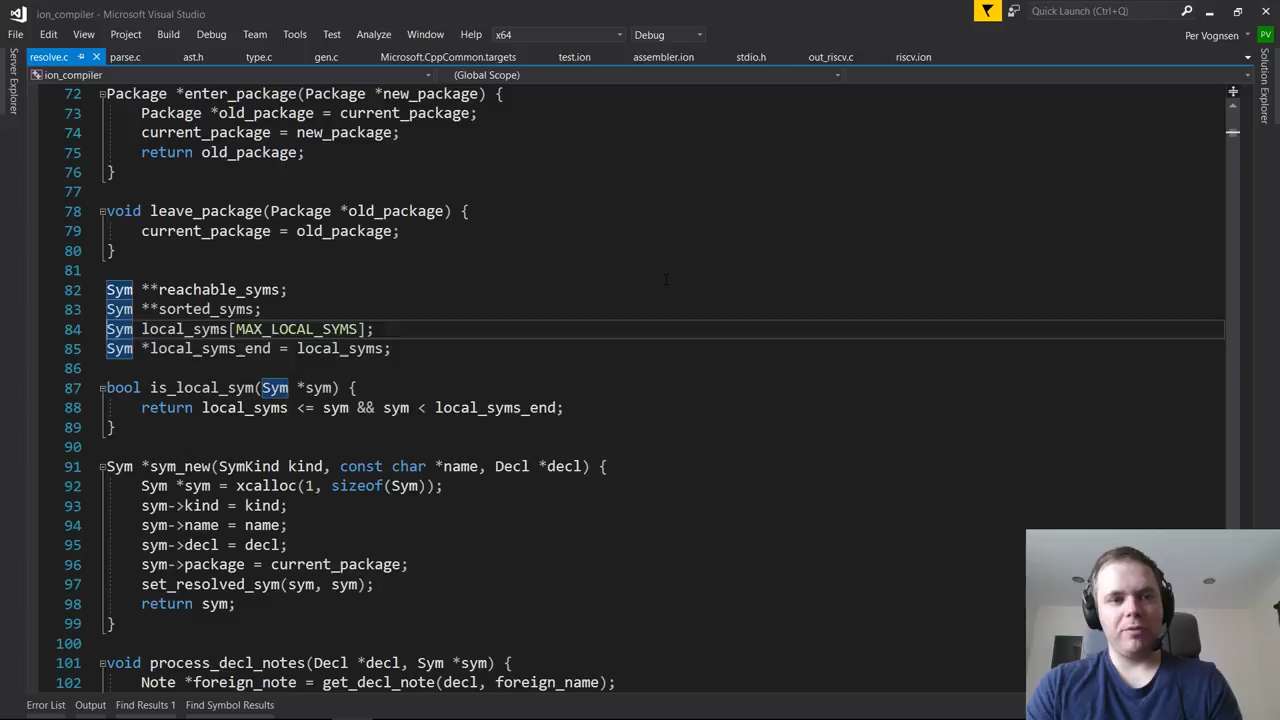 ion_compiler - Microsoft Visual Studio
Quick Launch (Ctrl+Q)
File Edit View Project Build Debug Team Tools Test Analyze Window Help x64 Debug
Per Vognsen PV
resolve.c parse.c ast.h type.c gen.c Microsoft.CppCommon.targets test.ion assembler.ion stdio.h out_riscv.c riscv.ion
ion_compiler (Global Scope)
Server Explorer
Solution Explorer
72 Package *enter_package(Package *new_package) {
73 Package *old_package = current_package;
74 current_package = new_package;
75 return old_package;
76 }
77
78 void leave_package(Package *old_package) {
79 current_package = old_package;
80 }
81
82 Sym **reachable_syms;
83 Sym **sorted_syms;
84 Sym local_syms[MAX_LOCAL_SYMS];
85 Sym *local_syms_end = local_syms;
86
87 bool is_local_sym(Sym *sym) {
88 return local_syms <= sym && sym < local_syms_end;
89 }
90
91 Sym *sym_new(SymKind kind, const char *name, Decl *decl) {
92 Sym *sym = xcalloc(1, sizeof(Sym));
93 sym->kind = kind;
94 sym->name = name;
95 sym->decl = decl;
96 sym->package = current_package;
97 set_resolved_sym(sym, sym);
98 return sym;
99 }
100
101 void process_decl_notes(Decl *decl, Sym *sym) {
102 Note *foreign_note = get_decl_note(decl, foreign_name);
Error List Output Find Results 1 Find Symbol Results